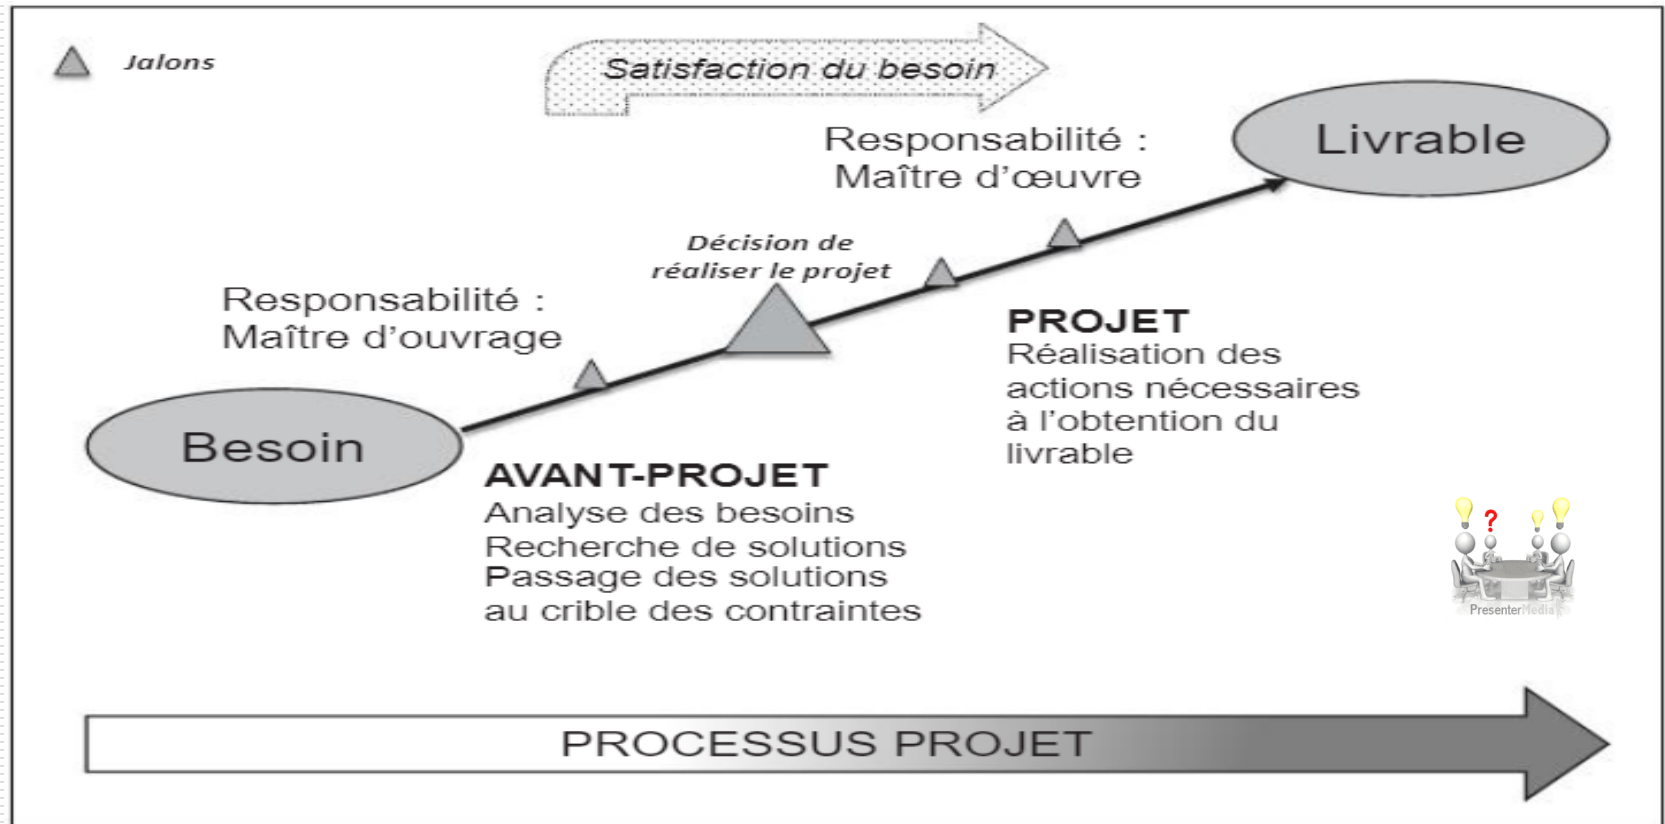 Jalons
Satisfaction du besoin
Responsabilité :
Maître d'œuvre
Livrable
Décision de
réaliser le projet
Responsabilité :
Maître d'ouvrage
Besoin
PROJET
Réalisation des
actions nécessaires
à l'obtention du
livrable
AVANT-PROJET
Analyse des besoins
Recherche de solutions
Passage des solutions
au crible des contraintes
?
PresenterMedia
PROCESSUS PROJET